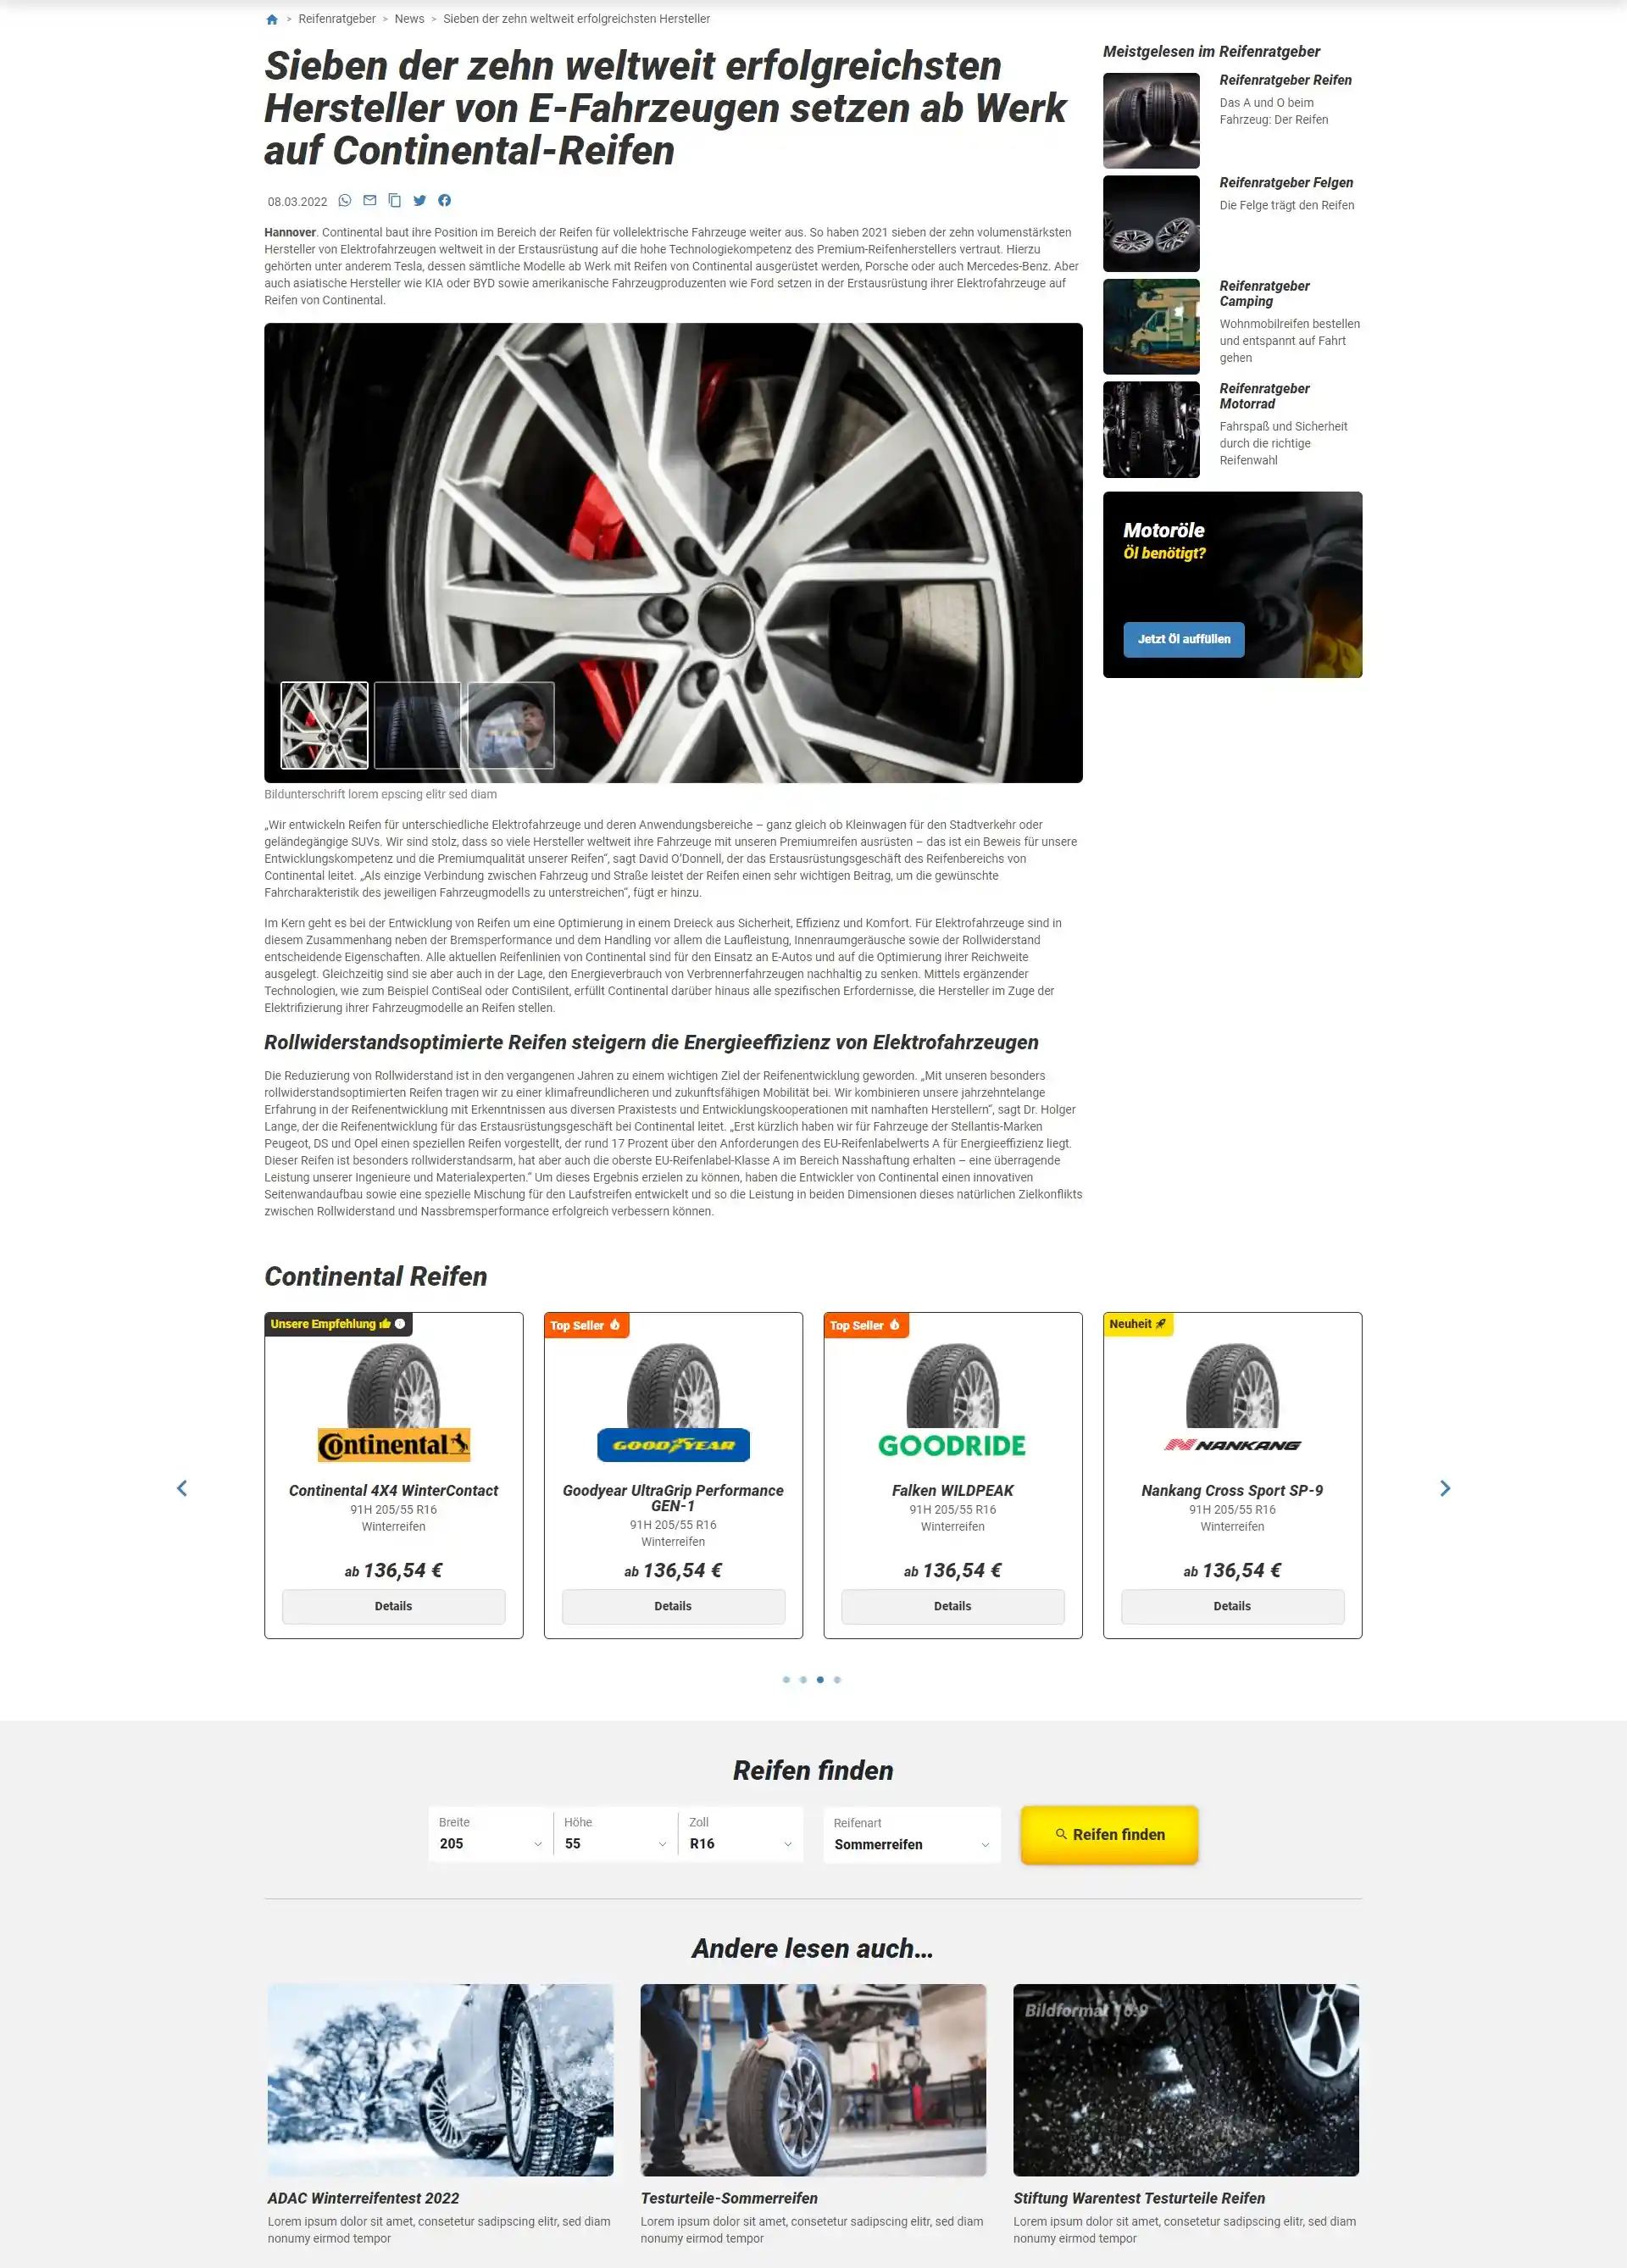 > Reifenratgeber > News > Sieben der zehn weltweit erfolgreichsten Hersteller
Sieben der zehn weltweit erfolgreichsten
Hersteller von E-Fahrzeugen setzen ab Werk
auf Continental-Reifen
08.03.2022
Hannover. Continental baut ihre Position im Bereich der Reifen für vollelektrische Fahrzeuge weiter aus. So haben 2021 sieben der zehn volumenstärksten
Hersteller von Elektrofahrzeugen weltweit in der Erstausrüstung auf die hohe Technologiekompetenz des Premium-Reifenherstellers vertraut. Hierzu
gehörten unter anderem Tesla, dessen sämtliche Modelle ab Werk mit Reifen von Continental ausgerüstet werden, Porsche oder auch Mercedes-Benz. Aber
auch asiatische Hersteller wie KIA oder BYD sowie amerikanische Fahrzeugproduzenten wie Ford setzen in der Erstausrüstung ihrer Elektrofahrzeuge auf
Reifen von Continental.
Bildunterschrift lorem epscing elitr sed diam
„Wir entwickeln Reifen für unterschiedliche Elektrofahrzeuge und deren Anwendungsbereiche – ganz gleich ob Kleinwagen für den Stadtverkehr oder
geländegängige SUVs. Wir sind stolz, dass so viele Hersteller weltweit ihre Fahrzeuge mit unseren Premiumreifen ausrüsten – das ist ein Beweis für unsere
Entwicklungskompetenz und die Premiumqualität unserer Reifen“, sagt David O’Donnell, der das Erstausrüstungsgeschäft des Reifenbereichs von
Continental leitet. „Als einzige Verbindung zwischen Fahrzeug und Straße leistet der Reifen einen sehr wichtigen Beitrag, um die gewünschte
Fahrcharakteristik des jeweiligen Fahrzeugmodells zu unterstreichen“, fügt er hinzu.
Im Kern geht es bei der Entwicklung von Reifen um eine Optimierung in einem Dreieck aus Sicherheit, Effizienz und Komfort. Für Elektrofahrzeuge sind in
diesem Zusammenhang neben der Bremsperformance und dem Handling vor allem die Laufleistung, Innenraumgeräusche sowie der Rollwiderstand
entscheidende Eigenschaften. Alle aktuellen Reifenlinien von Continental sind für den Einsatz an E-Autos und auf die Optimierung ihrer Reichweite
ausgelegt. Gleichzeitig sind sie aber auch in der Lage, den Energieverbrauch von Verbrennerfahrzeugen nachhaltig zu senken. Mittels ergänzender
Technologien, wie zum Beispiel ContiSeal oder ContiSilent, erfüllt Continental darüber hinaus alle spezifischen Erfordernisse, die Hersteller im Zuge der
Elektrifizierung ihrer Fahrzeugmodelle an Reifen stellen.
Rollwiderstandsoptimierte Reifen steigern die Energieeffizienz von Elektrofahrzeugen
Die Reduzierung von Rollwiderstand ist in den vergangenen Jahren zu einem wichtigen Ziel der Reifenentwicklung geworden. „Mit unseren besonders
rollwiderstandsoptimierten Reifen tragen wir zu einer klimafreundlicheren und zukunftsfähigen Mobilität bei. Wir kombinieren unsere jahrzehntelange
Erfahrung in der Reifenentwicklung mit Erkenntnissen aus diversen Praxistests und Entwicklungskooperationen mit namhaften Herstellern“, sagt Dr. Holger
Lange, der die Reifenentwicklung für das Erstausrüstungsgeschäft bei Continental leitet. „Erst kürzlich haben wir für Fahrzeuge der Stellantis-Marken
Peugeot, DS und Opel einen speziellen Reifen vorgestellt, der rund 17 Prozent über den Anforderungen des EU-Reifenlabelwerts A für Energieeffizienz liegt.
Dieser Reifen ist besonders rollwiderstandsarm, hat aber auch die oberste EU-Reifenlabel-Klasse A im Bereich Nasshaftung erhalten – eine überragende
Leistung unserer Ingenieure und Materialexperten.“ Um dieses Ergebnis erzielen zu können, haben die Entwickler von Continental einen innovativen
Seitenwandaufbau sowie eine spezielle Mischung für den Laufstreifen entwickelt und so die Leistung in beiden Dimensionen dieses natürlichen Zielkonflikts
zwischen Rollwiderstand und Nassbremsperformance erfolgreich verbessern können.
Meistgelesen im Reifenratgeber
Reifenratgeber Reifen
Das A und O beim
Fahrzeug: Der Reifen
Reifenratgeber Felgen
Die Felge trägt den Reifen
Reifenratgeber
Camping
Wohnmobilreifen bestellen
und entspannt auf Fahrt
gehen
Reifenratgeber
Motorrad
Fahrspaß und Sicherheit
durch die richtige
Reifenwahl
Motoröle
Öl benötigt?
Jetzt Öl auffüllen
Continental Reifen
Unsere Empfehlung
Continental
Continental 4X4 WinterContact
91H 205/55 R16
Winterreifen
ab 136,54 €
Details
Top Seller
GOODYEAR
Goodyear UltraGrip Performance
GEN-1
91H 205/55 R16
Winterreifen
ab 136,54 €
Details
Top Seller
GOODRIDE
Falken WILDPEAK
91H 205/55 R16
Winterreifen
ab 136,54 €
Details
Neuheit
NANKANG
Nankang Cross Sport SP-9
91H 205/55 R16
Winterreifen
ab 136,54 €
Details
Reifen finden
Breite
205
Höhe
55
Zoll
R16
Reifenart
Sommerreifen
Reifen finden
Andere lesen auch...
ADAC Winterreifentest 2022
Lorem ipsum dolor sit amet, consetetur sadipscing elitr, sed diam
nonumy eirmod tempor
Testurteile-Sommerreifen
Lorem ipsum dolor sit amet, consetetur sadipscing elitr, sed diam
nonumy eirmod tempor
Bildformat 16:9
Stiftung Warentest Testurteile Reifen
Lorem ipsum dolor sit amet, consetetur sadipscing elitr, sed diam
nonumy eirmod tempor